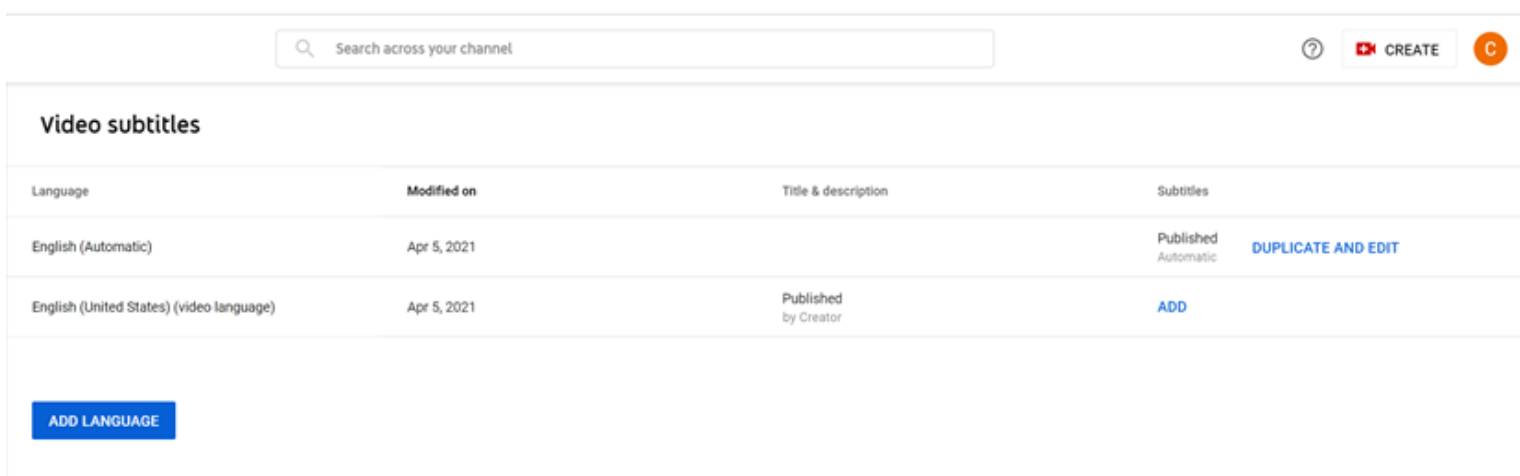 Search across your channel
CREATE
C
Video subtitles
Language Modified on Title & description Subtitles
English (Automatic) Apr 5, 2021 Published DUPLICATE AND EDIT
Automatic
English (United States) (video language) Apr 5, 2021 Published ADD
by Creator
ADD LANGUAGE